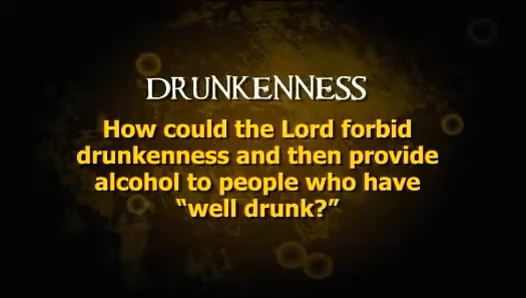 DRUNKENNESS
How could the Lord forbid
drunkenness and then provide
alcohol to people who have
“well drunk?”